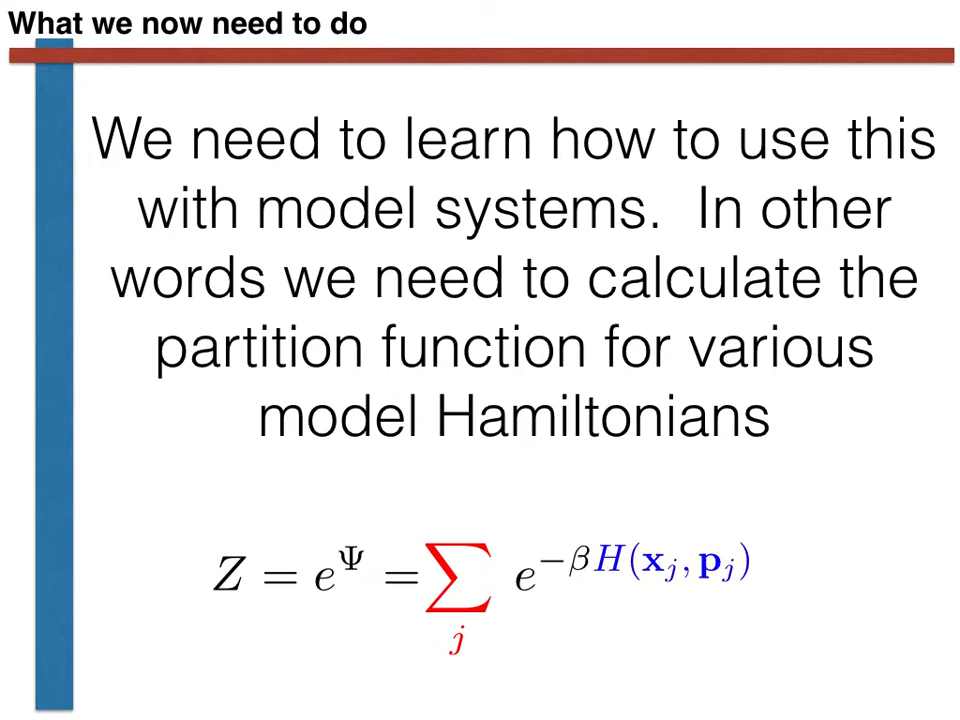 What we now need to do
We need to learn how to use this
with model systems.  In other
words we need to calculate the
partition function for various
model Hamiltonians
Z = e^Ψ = ∑_j e^{−βH(𝐱_j, 𝐩_j)}